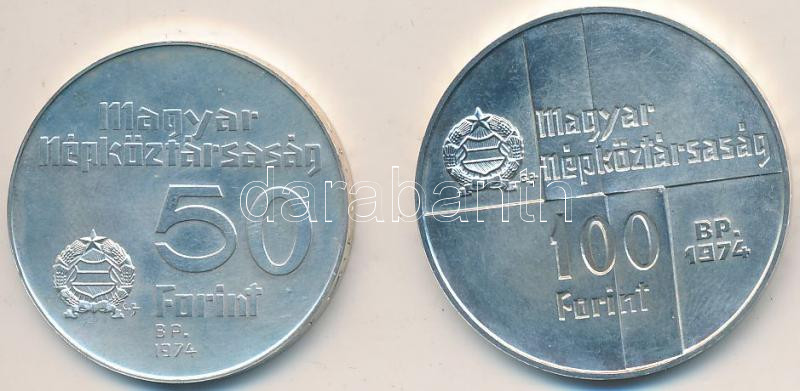 Magyar
Népköztársaság
50
Forint
BP.
1974
Magyar
Népköztársaság
100
Forint
BP.
1974
darabanth